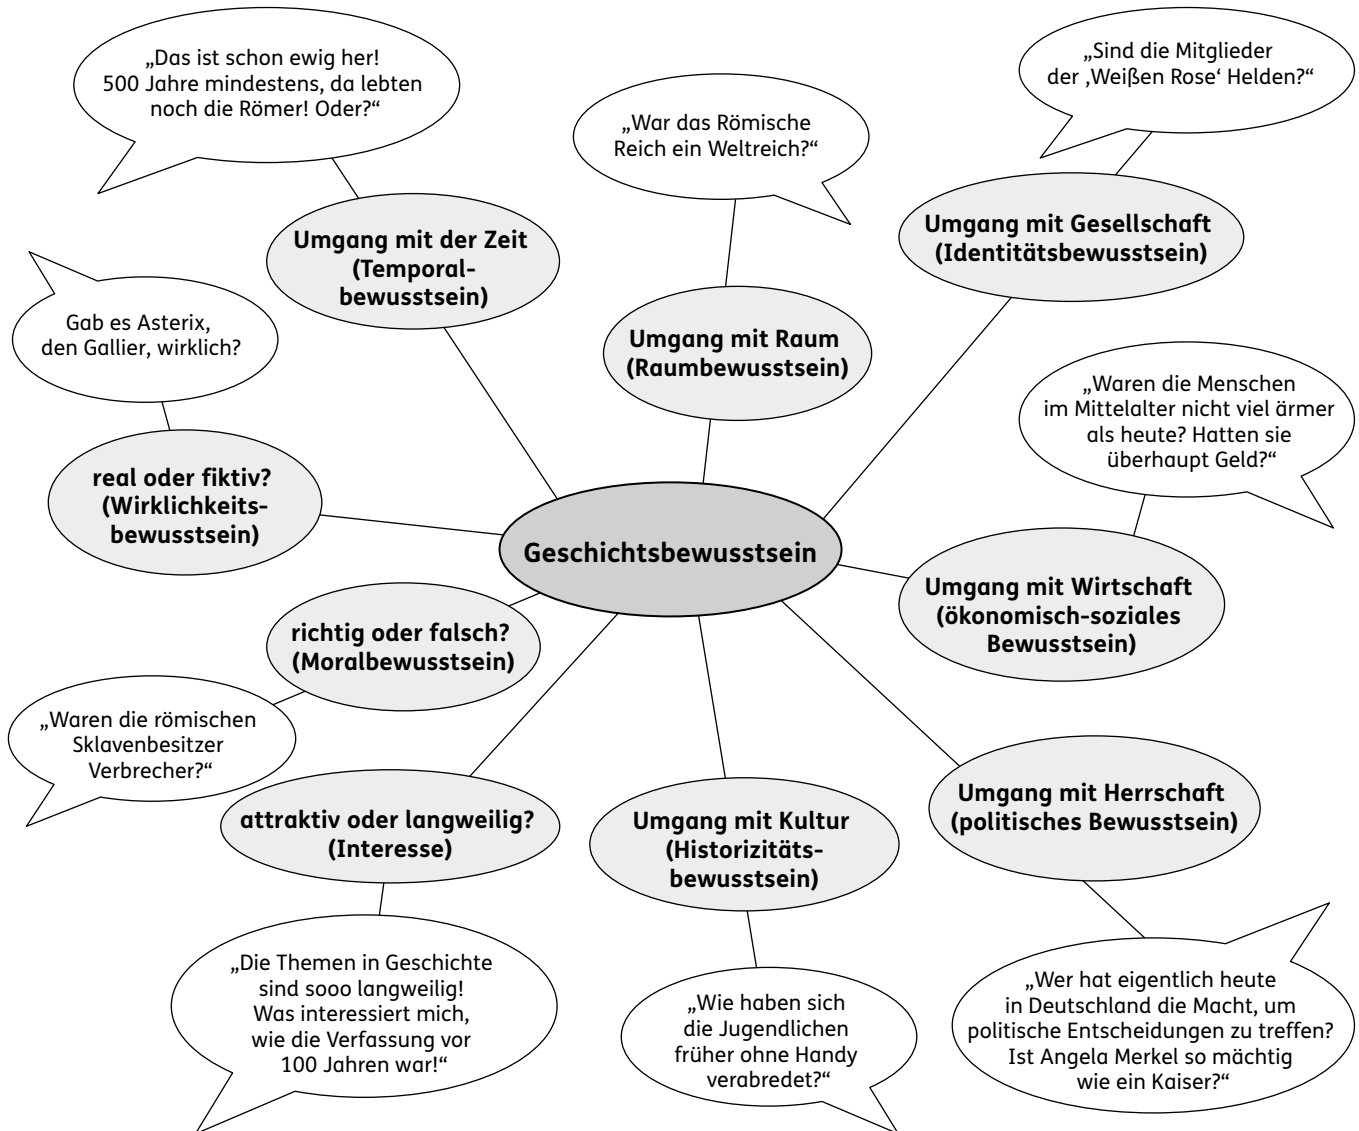 „Das ist schon ewig her!
500 Jahre mindestens, da lebten
noch die Römer! Oder?“
„War das Römische
Reich ein Weltreich?“
„Sind die Mitglieder
der ‚Weißen Rose‘ Helden?“
Umgang mit der Zeit
(Temporal-
bewusstsein)
Umgang mit Gesellschaft
(Identitätsbewusstsein)
Gab es Asterix,
den Gallier, wirklich?
Umgang mit Raum
(Raumbewusstsein)
„Waren die Menschen
im Mittelalter nicht viel ärmer
als heute? Hatten sie
überhaupt Geld?“
real oder fiktiv?
(Wirklichkeits-
bewusstsein)
Geschichtsbewusstsein
Umgang mit Wirtschaft
(ökonomisch-soziales
Bewusstsein)
richtig oder falsch?
(Moralbewusstsein)
„Waren die römischen
Sklavenbesitzer
Verbrecher?“
attraktiv oder langweilig?
(Interesse)
Umgang mit Kultur
(Historizitäts-
bewusstsein)
Umgang mit Herrschaft
(politisches Bewusstsein)
„Die Themen in Geschichte
sind sooo langweilig!
Was interessiert mich,
wie die Verfassung vor
100 Jahren war!“
„Wie haben sich
die Jugendlichen
früher ohne Handy
verabredet?“
„Wer hat eigentlich heute
in Deutschland die Macht, um
politische Entscheidungen zu treffen?
Ist Angela Merkel so mächtig
wie ein Kaiser?“